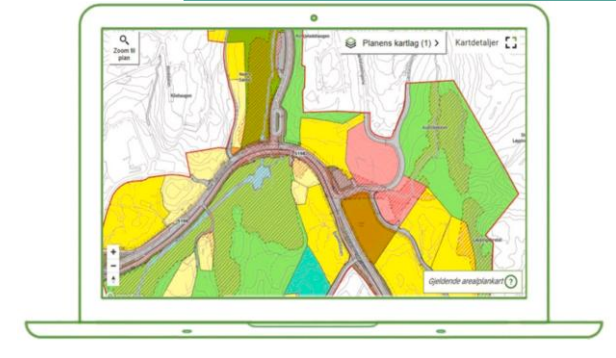 Zoom til
plan
Planens kartlag (1)
Kartdetaljer
Gjeldende arealplankart
?
+
−